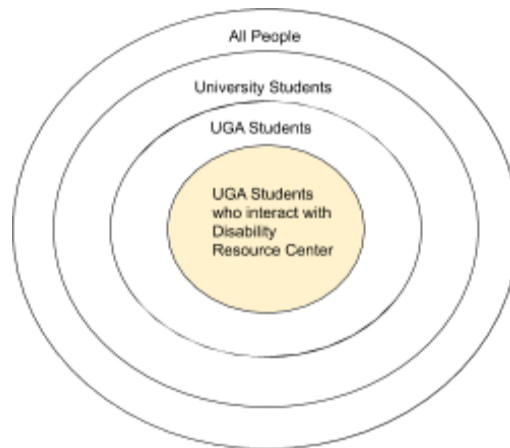 All People
University Students
UGA Students
UGA Students
who interact with
Disability
Resource Center